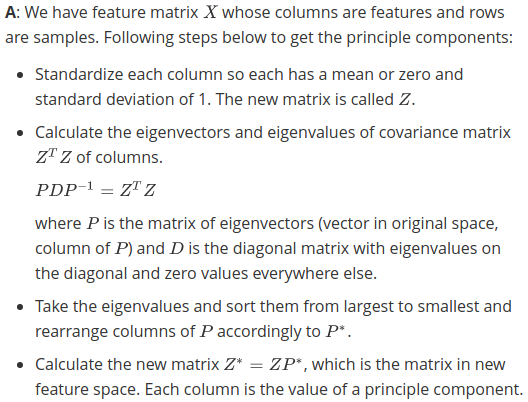 A: We have feature matrix X whose columns are features and rows
are samples. Following steps below to get the principle components:
• Standardize each column so each has a mean or zero and
standard deviation of 1. The new matrix is called Z.
• Calculate the eigenvectors and eigenvalues of covariance matrix
Z^T Z of columns.
PDP^−1 = Z^T Z
where P is the matrix of eigenvectors (vector in original space,
column of P) and D is the diagonal matrix with eigenvalues on
the diagonal and zero values everywhere else.
• Take the eigenvalues and sort them from largest to smallest and
rearrange columns of P accordingly to P*.
• Calculate the new matrix Z* = ZP*, which is the matrix in new
feature space. Each column is the value of a principle component.